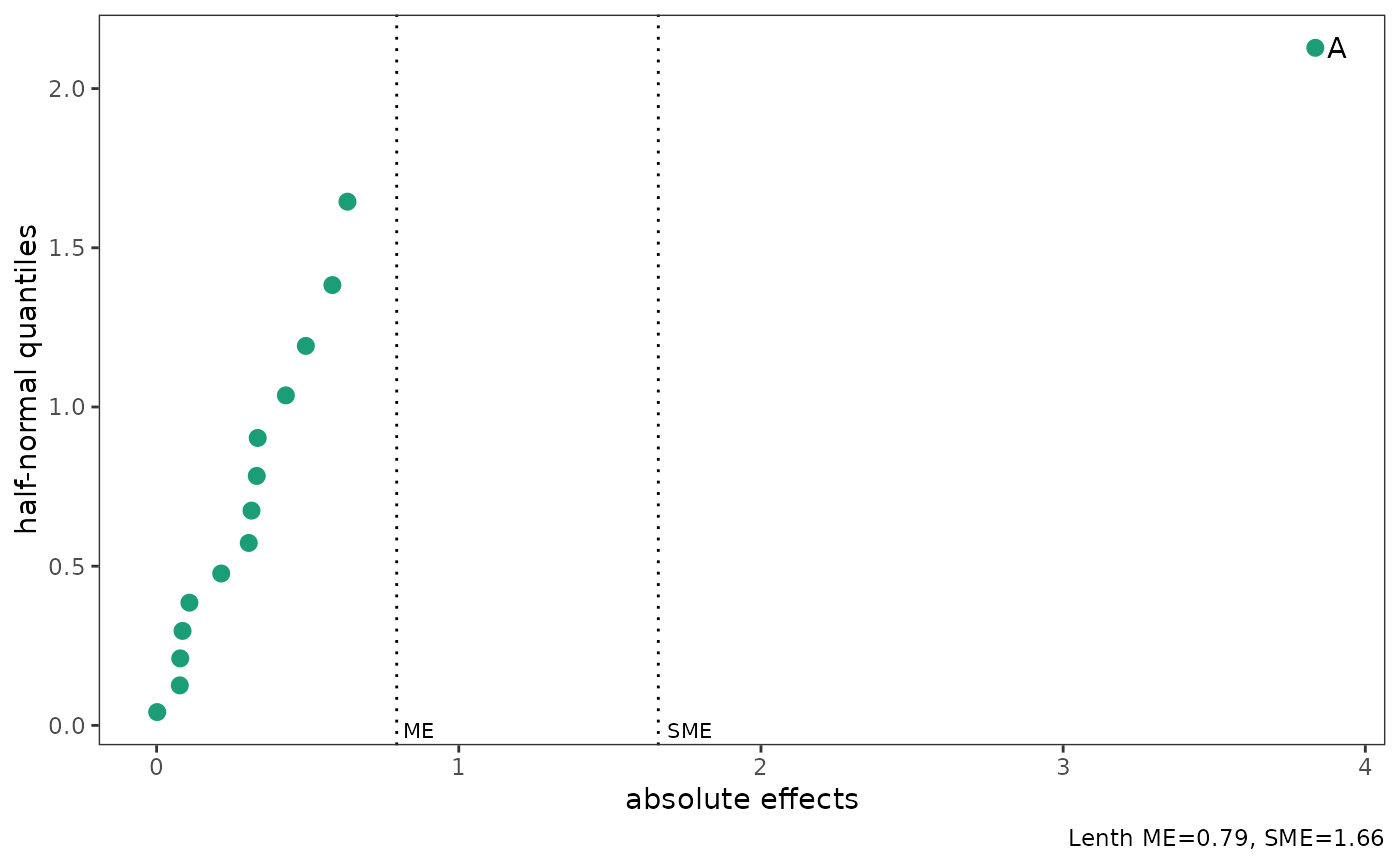 A
2.0
1.5
1.0
0.5
0.0
half-normal quantiles
ME
SME
0 1 2 3 4
absolute effects
Lenth ME=0.79, SME=1.66